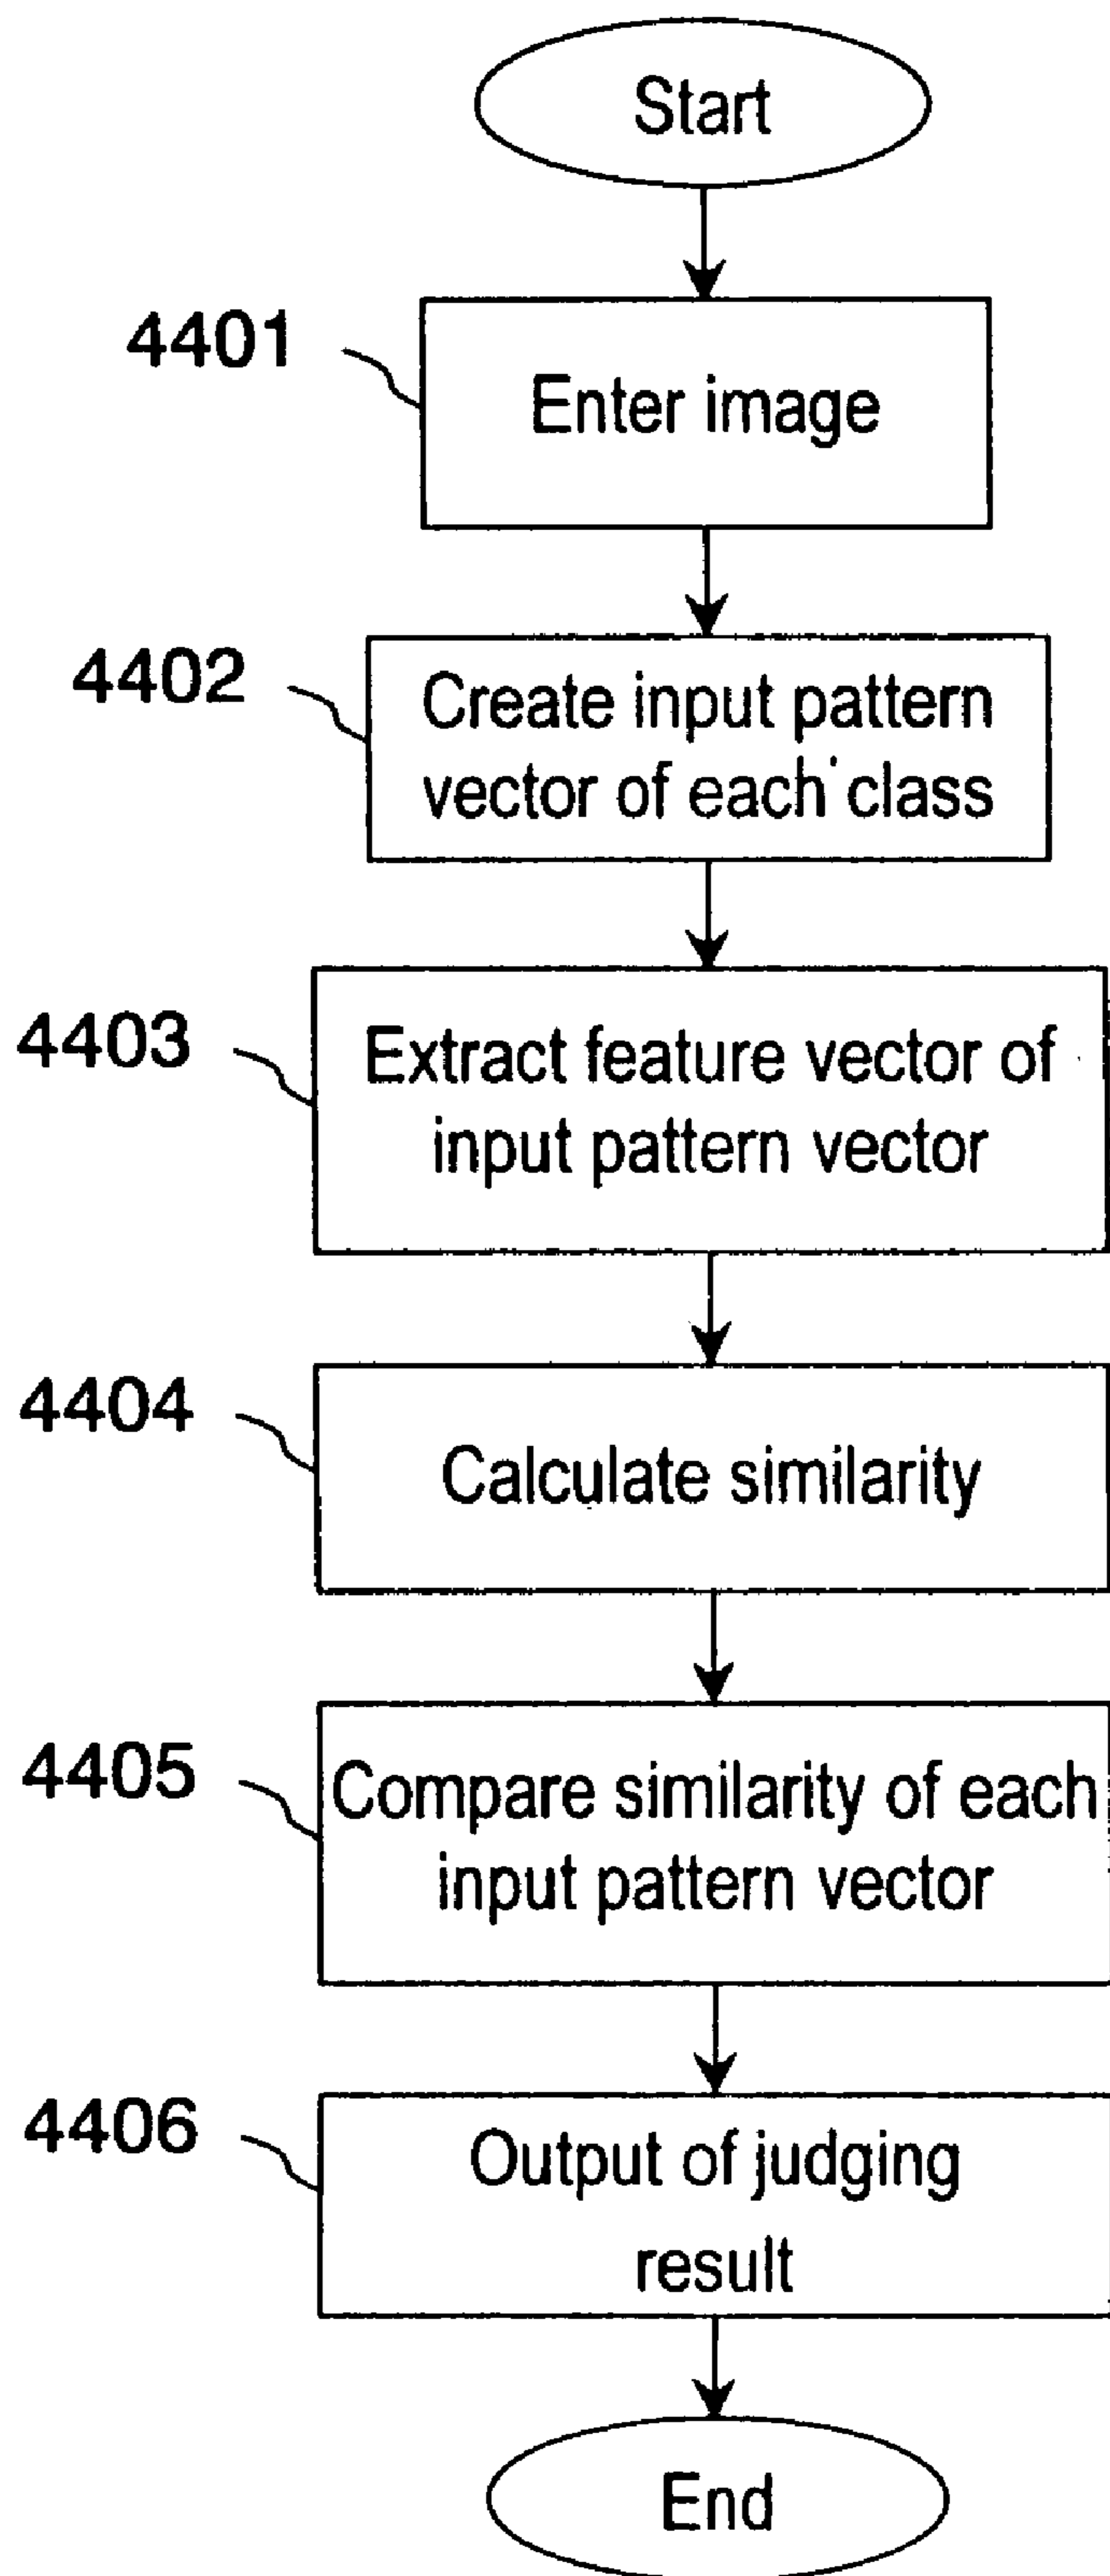 Start
4401
Enter image
4402
Create input pattern
vector of each class
4403
Extract feature vector of
input pattern vector
4404
Calculate similarity
4405
Compare similarity of each
input pattern vector
4406
Output of judging
result
End